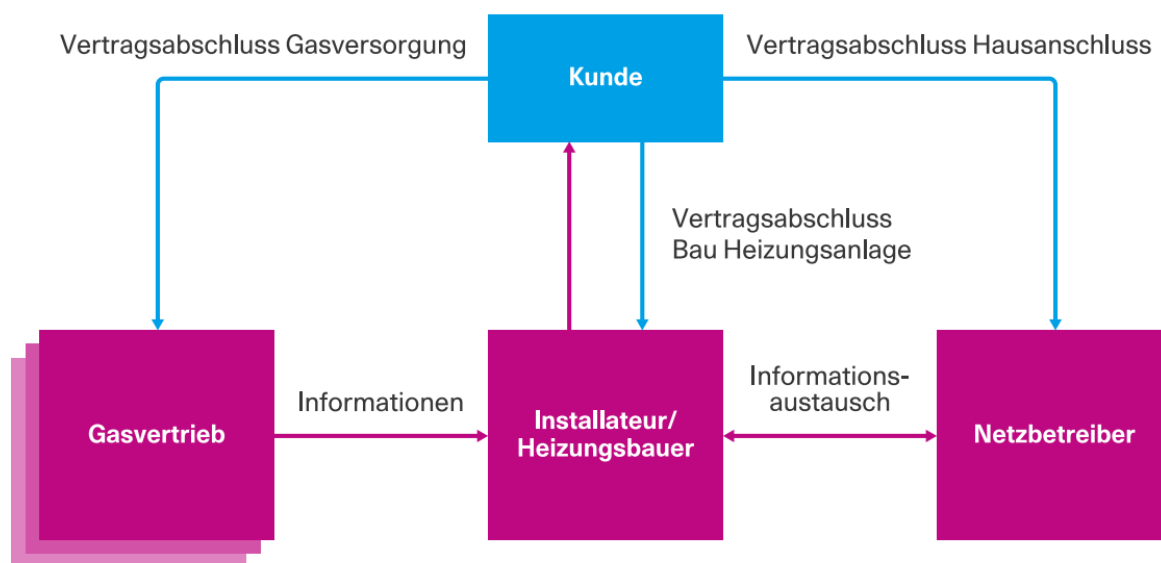 Vertragsabschluss Gasversorgung
Kunde
Vertragsabschluss Hausanschluss
Vertragsabschluss
Bau Heizungsanlage
Gasvertrieb
Informationen
Installateur/
Heizungsbauer
Informations-
austausch
Netzbetreiber